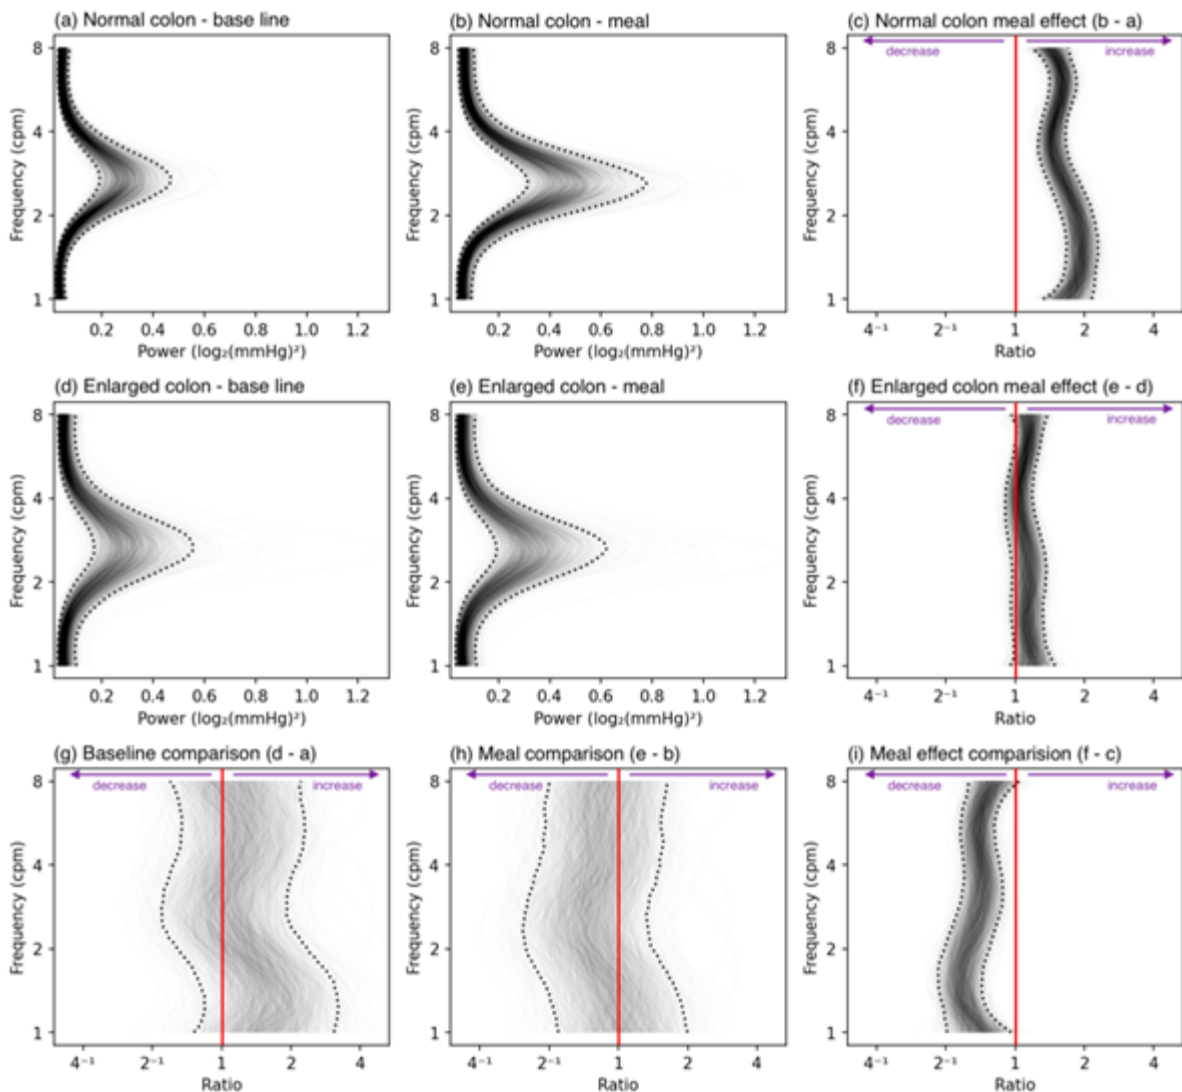 (a) Normal colon - base line
(b) Normal colon - meal
(c) Normal colon meal effect (b - a)
8
4
2
1
Frequency (cpm)
0.2 0.4 0.6 0.8 1.0 1.2
Power (log₂(mmHg)²)
8
4
2
1
Frequency (cpm)
0.2 0.4 0.6 0.8 1.0 1.2
Power (log₂(mmHg)²)
decrease increase
8
4
2
1
Frequency (cpm)
4⁻¹ 2⁻¹ 1 2 4
Ratio
(d) Enlarged colon - base line
(e) Enlarged colon - meal
(f) Enlarged colon meal effect (e - d)
8
4
2
1
Frequency (cpm)
0.2 0.4 0.6 0.8 1.0 1.2
Power (log₂(mmHg)²)
8
4
2
1
Frequency (cpm)
0.2 0.4 0.6 0.8 1.0 1.2
Power (log₂(mmHg)²)
decrease increase
8
4
2
1
Frequency (cpm)
4⁻¹ 2⁻¹ 1 2 4
Ratio
(g) Baseline comparison (d - a)
(h) Meal comparison (e - b)
(i) Meal effect comparision (f - c)
decrease increase
8
4
2
1
Frequency (cpm)
4⁻¹ 2⁻¹ 1 2 4
Ratio
decrease increase
8
4
2
1
Frequency (cpm)
4⁻¹ 2⁻¹ 1 2 4
Ratio
decrease increase
8
4
2
1
Frequency (cpm)
4⁻¹ 2⁻¹ 1 2 4
Ratio